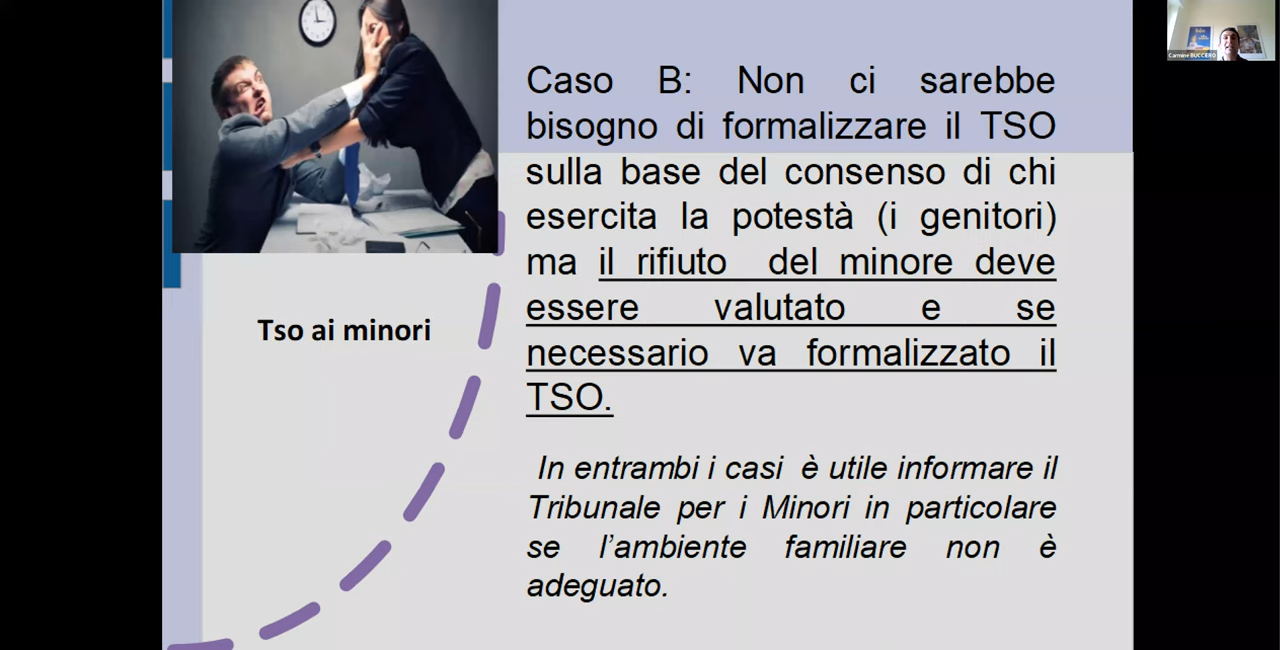 Caso B: Non ci sarebbe
bisogno di formalizzare il TSO
sulla base del consenso di chi
esercita la potestà (i genitori)
ma il rifiuto del minore deve
essere valutato e se
necessario va formalizzato il
TSO.
In entrambi i casi è utile informare il
Tribunale per i Minori in particolare
se l’ambiente familiare non è
adeguato.
Tso ai minori
Carmine BUCCERO